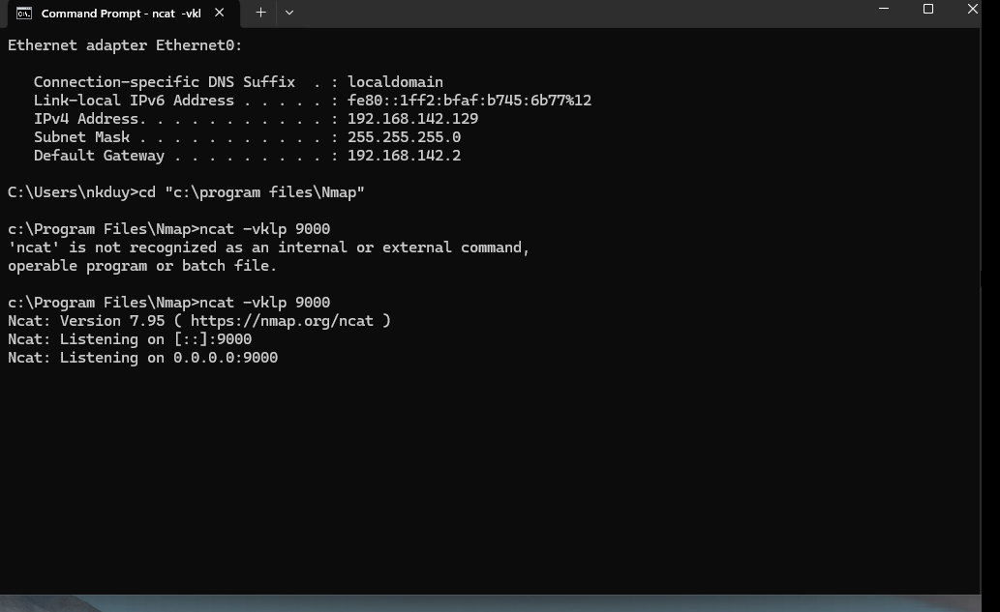 Command Prompt - ncat -vkl
Ethernet adapter Ethernet0:
Connection-specific DNS Suffix  . : localdomain
Link-local IPv6 Address . . . . . : fe80::1ff2:bfaf:b745:6b77%12
IPv4 Address. . . . . . . . . . . : 192.168.142.129
Subnet Mask . . . . . . . . . . . : 255.255.255.0
Default Gateway . . . . . . . . . : 192.168.142.2
C:\Users\nkduy>cd "c:\program files\Nmap"
c:\Program Files\Nmap>ncat -vklp 9000
'ncat' is not recognized as an internal or external command,
operable program or batch file.
c:\Program Files\Nmap>ncat -vklp 9000
Ncat: Version 7.95 ( https://nmap.org/ncat )
Ncat: Listening on [::]:9000
Ncat: Listening on 0.0.0.0:9000